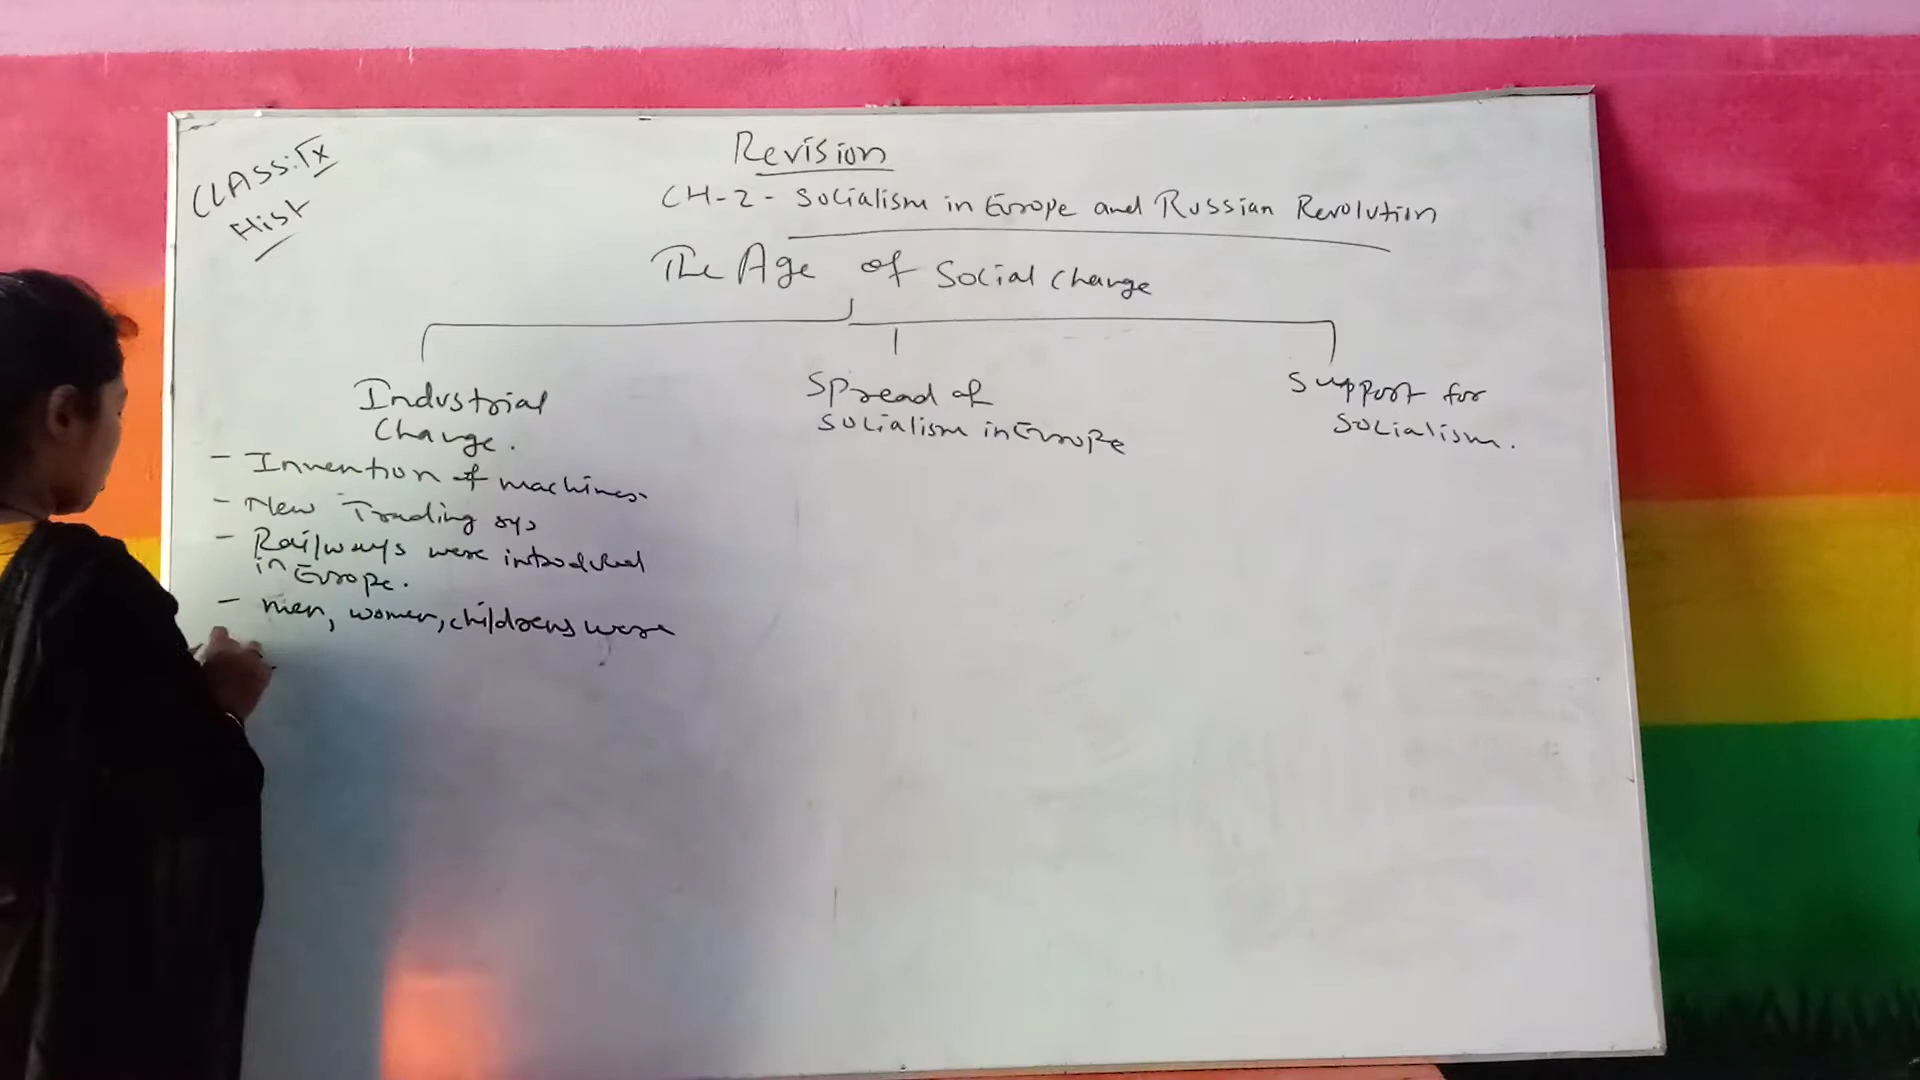 CLASS: IX
Hist
Revision
CH-2 - Socialism in Europe and Russian Revolution
The Age of Social change
Industrial
Change.
- Invention of machines.
- New Trading sys
- Railways were introduced
in Europe.
- men, women, childrens were
Spread of
Socialism in Europe
Support for
Socialism.